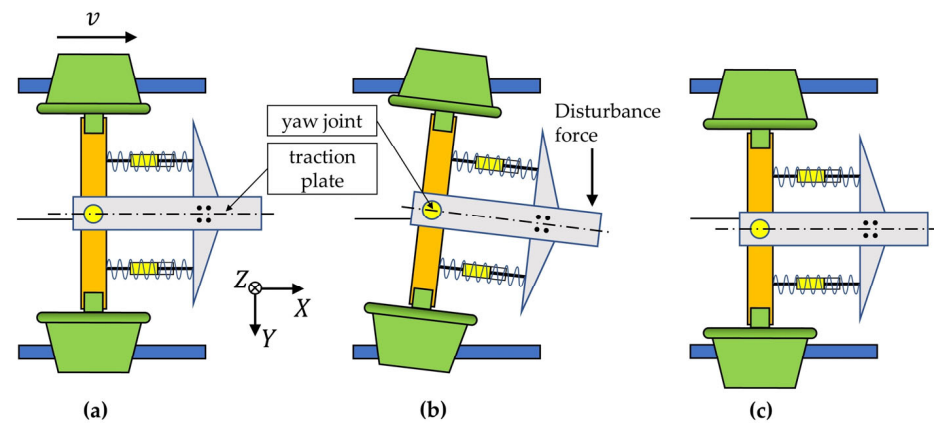 v
yaw joint
traction
plate
Disturbance
force
Z
X
Y
(a)
(b)
(c)